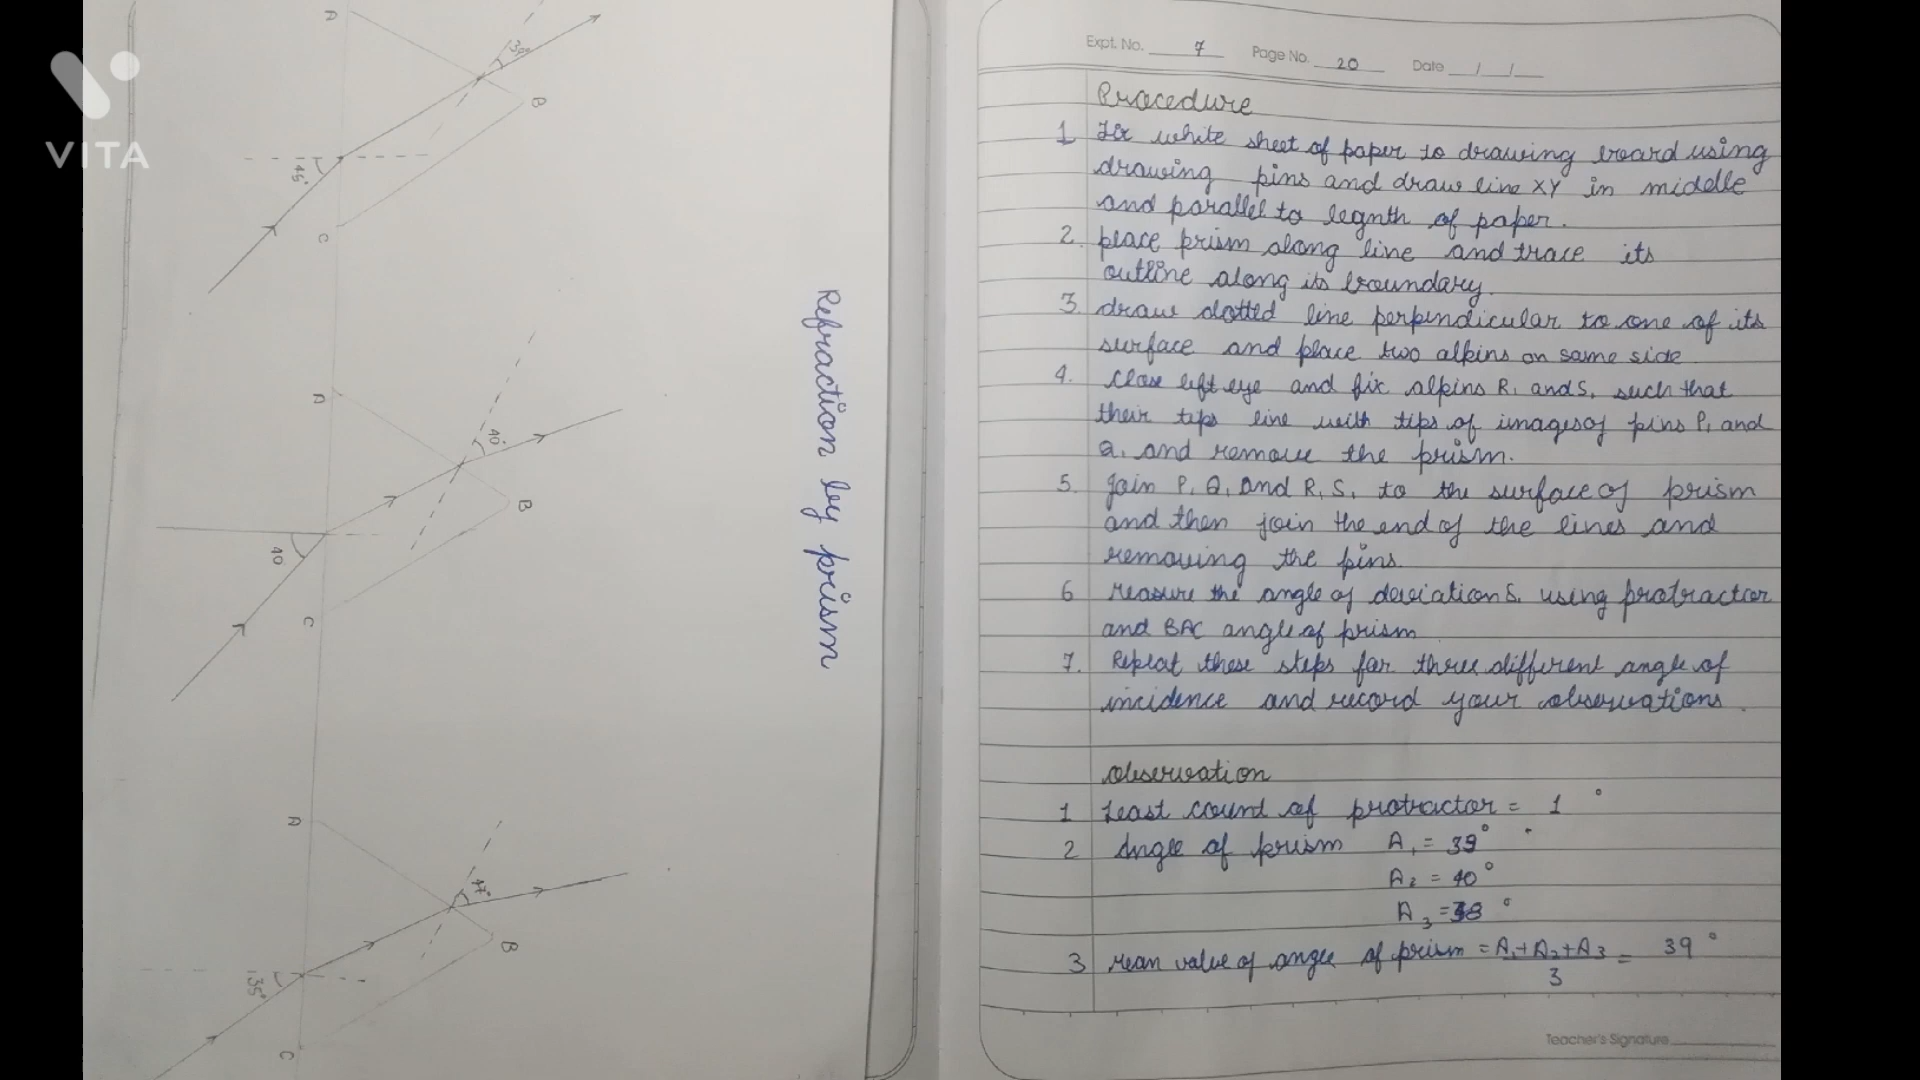 VITA
A
39°
B
45°
C
A
40°
B
40
C
A
47°
B
35°
C
Refraction by prism
Expt. No. 7 Page No. 20 Date / /
Procedure
1 Fix white sheet of paper to drawing board using
drawing pins and draw line XY in middle
and parallel to legnth of paper.
2. place prism along line and trace its
outline along its boundary.
3. draw dotted line perpendicular to one of its
surface and place two alpins on same side
4. Close left eye and fix alpins R, and S, such that
their tips line with tips of images of pins P, and
Q, and remove the prism.
5. Join P, Q, and R, S, to the surface of prism
and then join the end of the lines and
removing the pins.
6 measure the angle of deviation S, using protractor
and BAC angle of prism
7. Repeat these steps for three different angle of
incidence and record your observations.
observation
1 Least count of protractor = 1°
2 Angle of prism A1 = 39°
A2 = 40°
A3 = 38°
3 mean value of angle of prism = A1+A2+A3 = 39°
3
Teacher's Signature